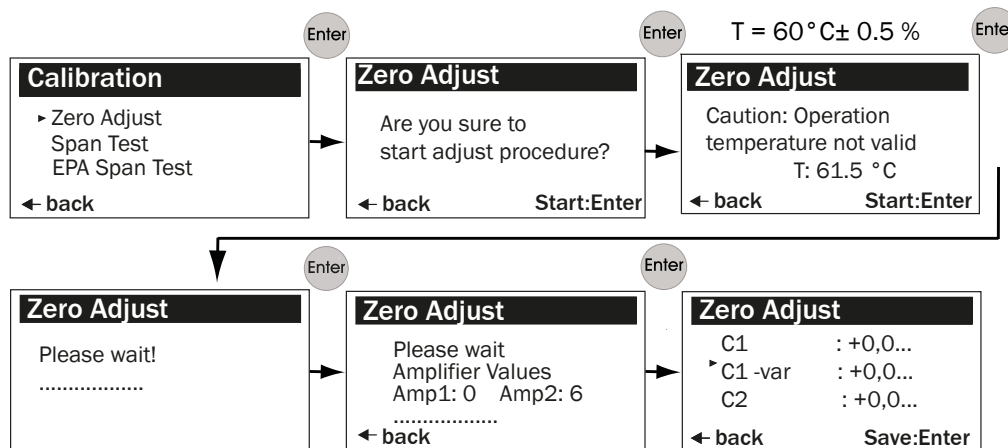 Enter
Enter
T = 60°C± 0.5 %
Ente
Calibration
▸ Zero Adjust
Span Test
EPA Span Test
← back
Zero Adjust
Are you sure to
start adjust procedure?
← back Start:Enter
Zero Adjust
Caution: Operation
temperature not valid
T: 61.5 °C
← back Start:Enter
Enter
Enter
Zero Adjust
Please wait!
..................
Zero Adjust
Please wait
Amplifier Values
Amp1: 0 Amp2: 6
..................
← back
Zero Adjust
C1 : +0,0...
▸ C1 -var : +0,0...
C2 : +0,0...
← back Save:Enter